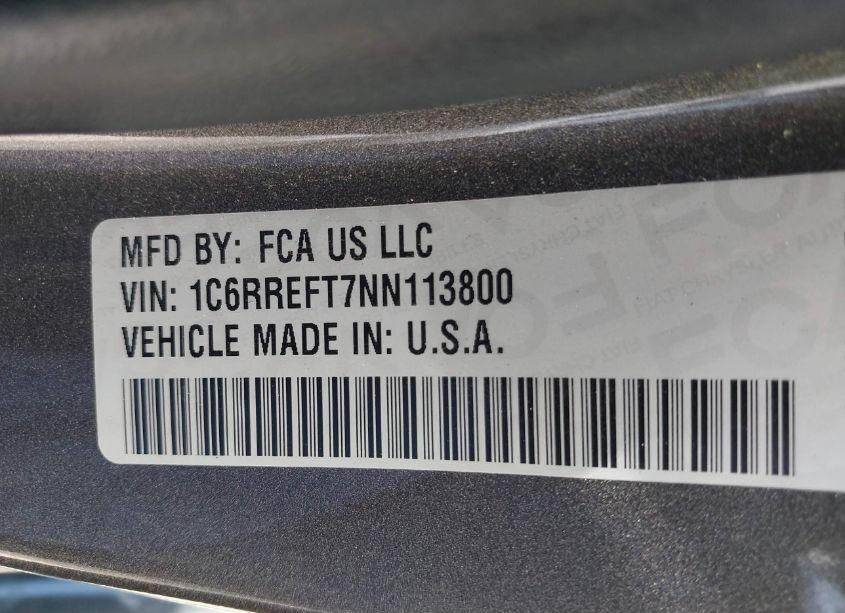 MFD BY: FCA US LLC
VIN: 1C6RREFT7NN113800
VEHICLE MADE IN: U.S.A.